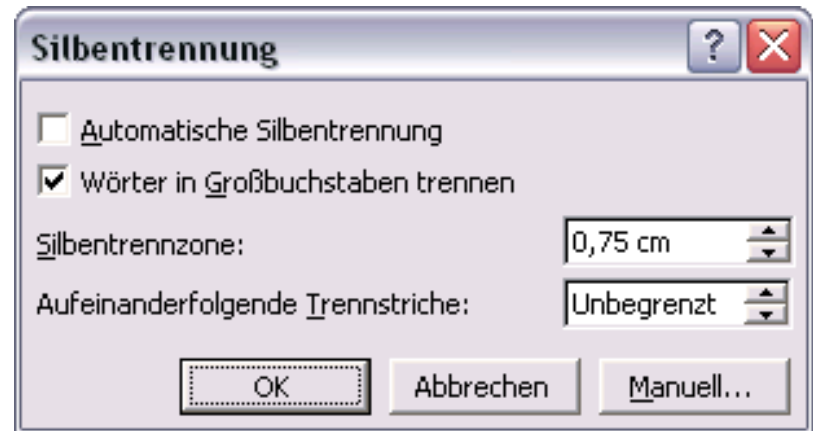 Silbentrennung
Automatische Silbentrennung
Wörter in Großbuchstaben trennen
Silbentrennzone: 0,75 cm
Aufeinanderfolgende Trennstriche: Unbegrenzt
OK Abbrechen Manuell...